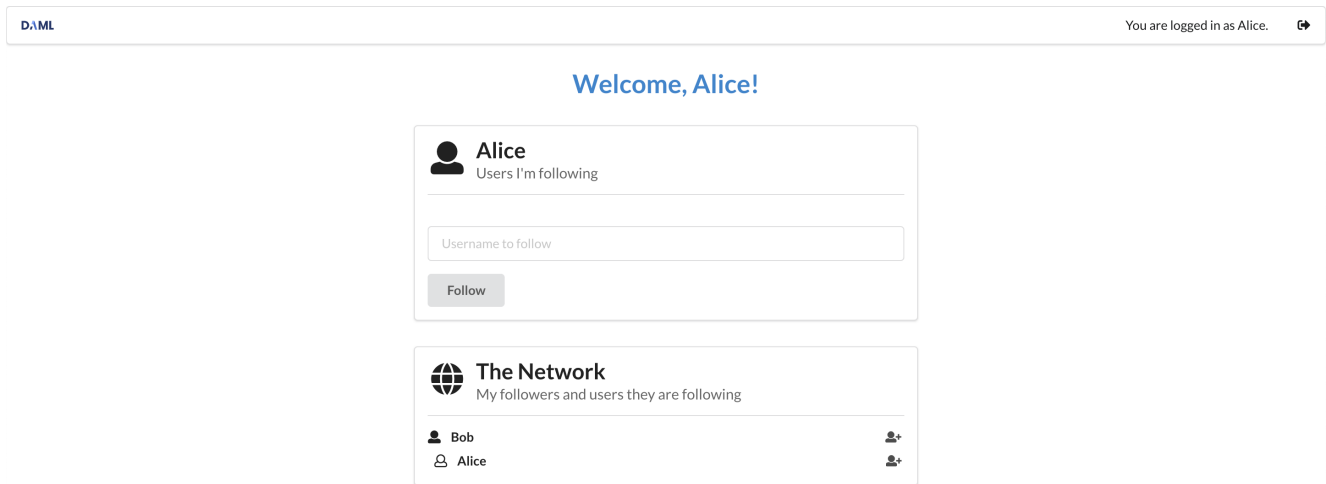 DAML
You are logged in as Alice.
Welcome, Alice!
Alice
Users I'm following
Username to follow
Follow
The Network
My followers and users they are following
Bob
Alice